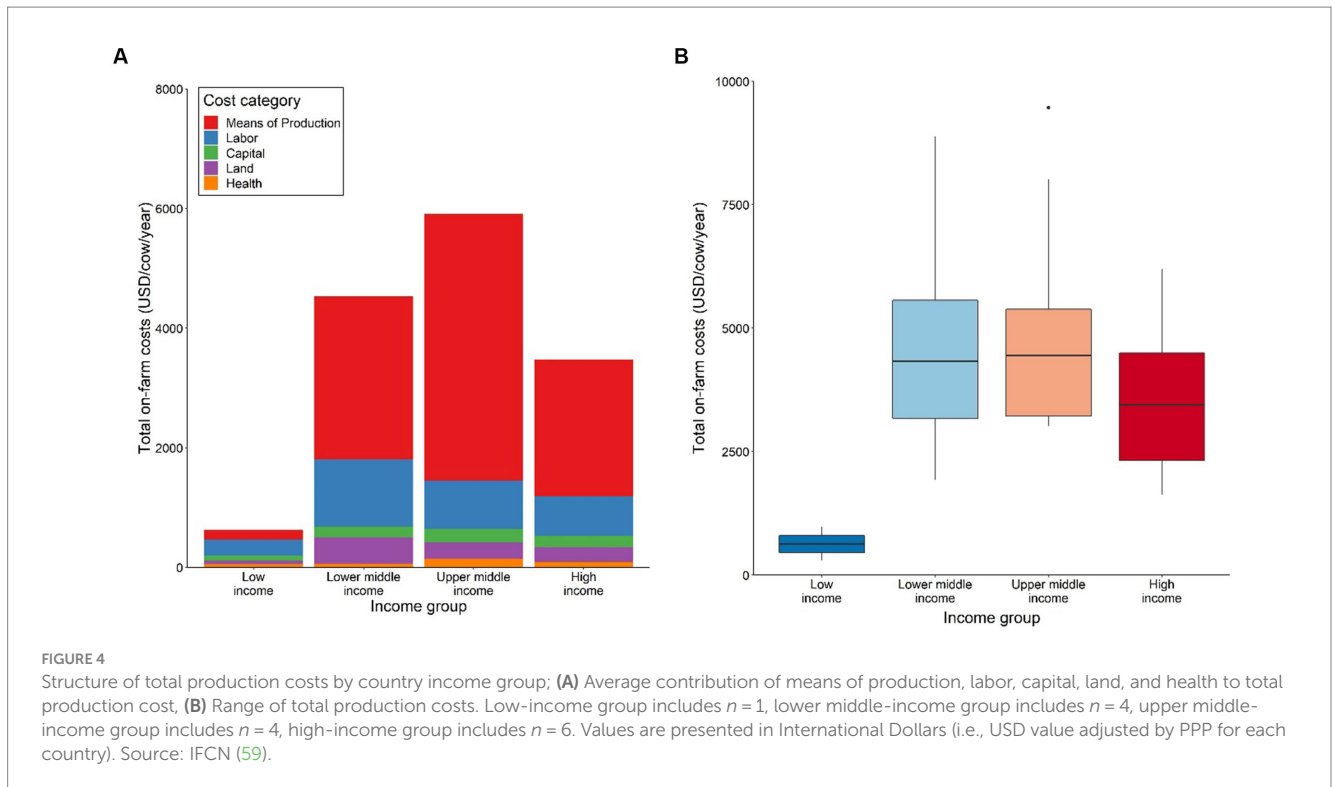 A
Total on-farm costs (USD/cow/year)
8000
6000
4000
2000
0
Cost category
Means of Production
Labor
Capital
Land
Health
Low
income
Lower middle
income
Upper middle
income
High
income
Income group
B
Total on-farm costs (USD/cow/year)
10000
7500
5000
2500
0
Low
income
Lower middle
income
Upper middle
income
High
income
Income group
FIGURE 4
Structure of total production costs by country income group; (A) Average contribution of means of production, labor, capital, land, and health to total
production cost, (B) Range of total production costs. Low-income group includes n = 1, lower middle-income group includes n = 4, upper middle-
income group includes n = 4, high-income group includes n = 6. Values are presented in International Dollars (i.e., USD value adjusted by PPP for each
country). Source: IFCN (59).